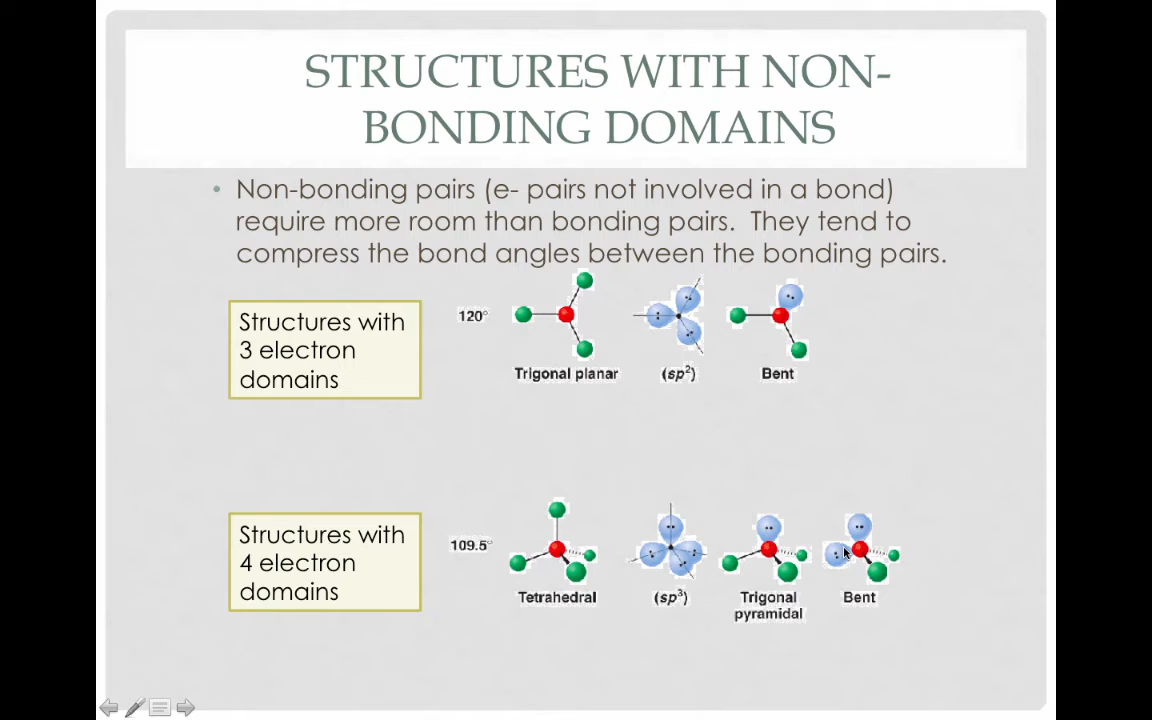 STRUCTURES WITH NON-
BONDING DOMAINS
• Non-bonding pairs (e- pairs not involved in a bond)
require more room than bonding pairs.  They tend to
compress the bond angles between the bonding pairs.
Structures with
3 electron
domains
120°
Trigonal planar
(sp²)
Bent
Structures with
4 electron
domains
109.5°
Tetrahedral
(sp³)
Trigonal
pyramidal
Bent